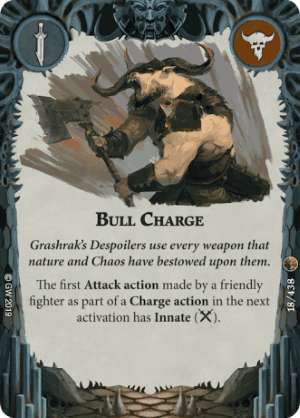 BULL CHARGE
Grashrak's Despoilers use every weapon that
nature and Chaos have bestowed upon them.
The first Attack action made by a friendly
fighter as part of a Charge action in the next
activation has Innate ( ).
© GW 2019
18/438